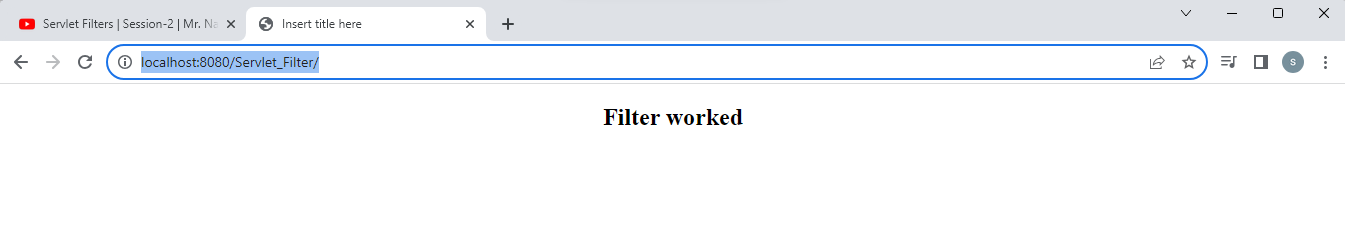 Servlet Filters | Session-2 | Mr. Na
Insert title here
localhost:8080/Servlet_Filter/
s
Filter worked